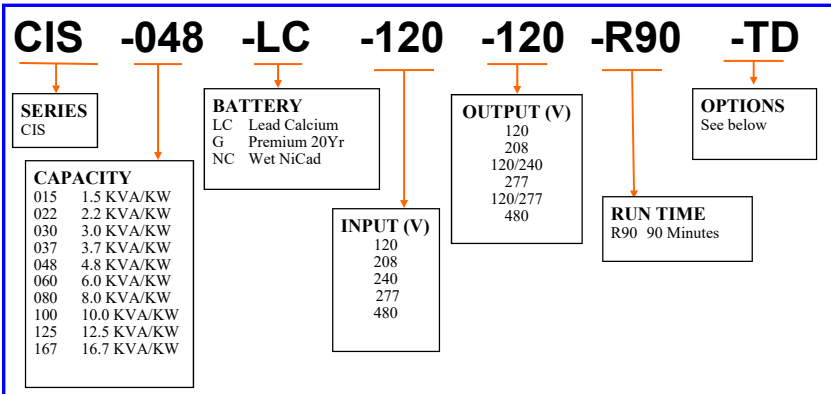 CIS -048 -LC -120 -120 -R90 -TD
SERIES
CIS
CAPACITY
015 1.5 KVA/KW
022 2.2 KVA/KW
030 3.0 KVA/KW
037 3.7 KVA/KW
048 4.8 KVA/KW
060 6.0 KVA/KW
080 8.0 KVA/KW
100 10.0 KVA/KW
125 12.5 KVA/KW
167 16.7 KVA/KW
BATTERY
LC Lead Calcium
G Premium 20Yr
NC Wet NiCad
INPUT (V)
120
208
240
277
480
OUTPUT (V)
120
208
120/240
277
120/277
480
RUN TIME
R90 90 Minutes
OPTIONS
See below